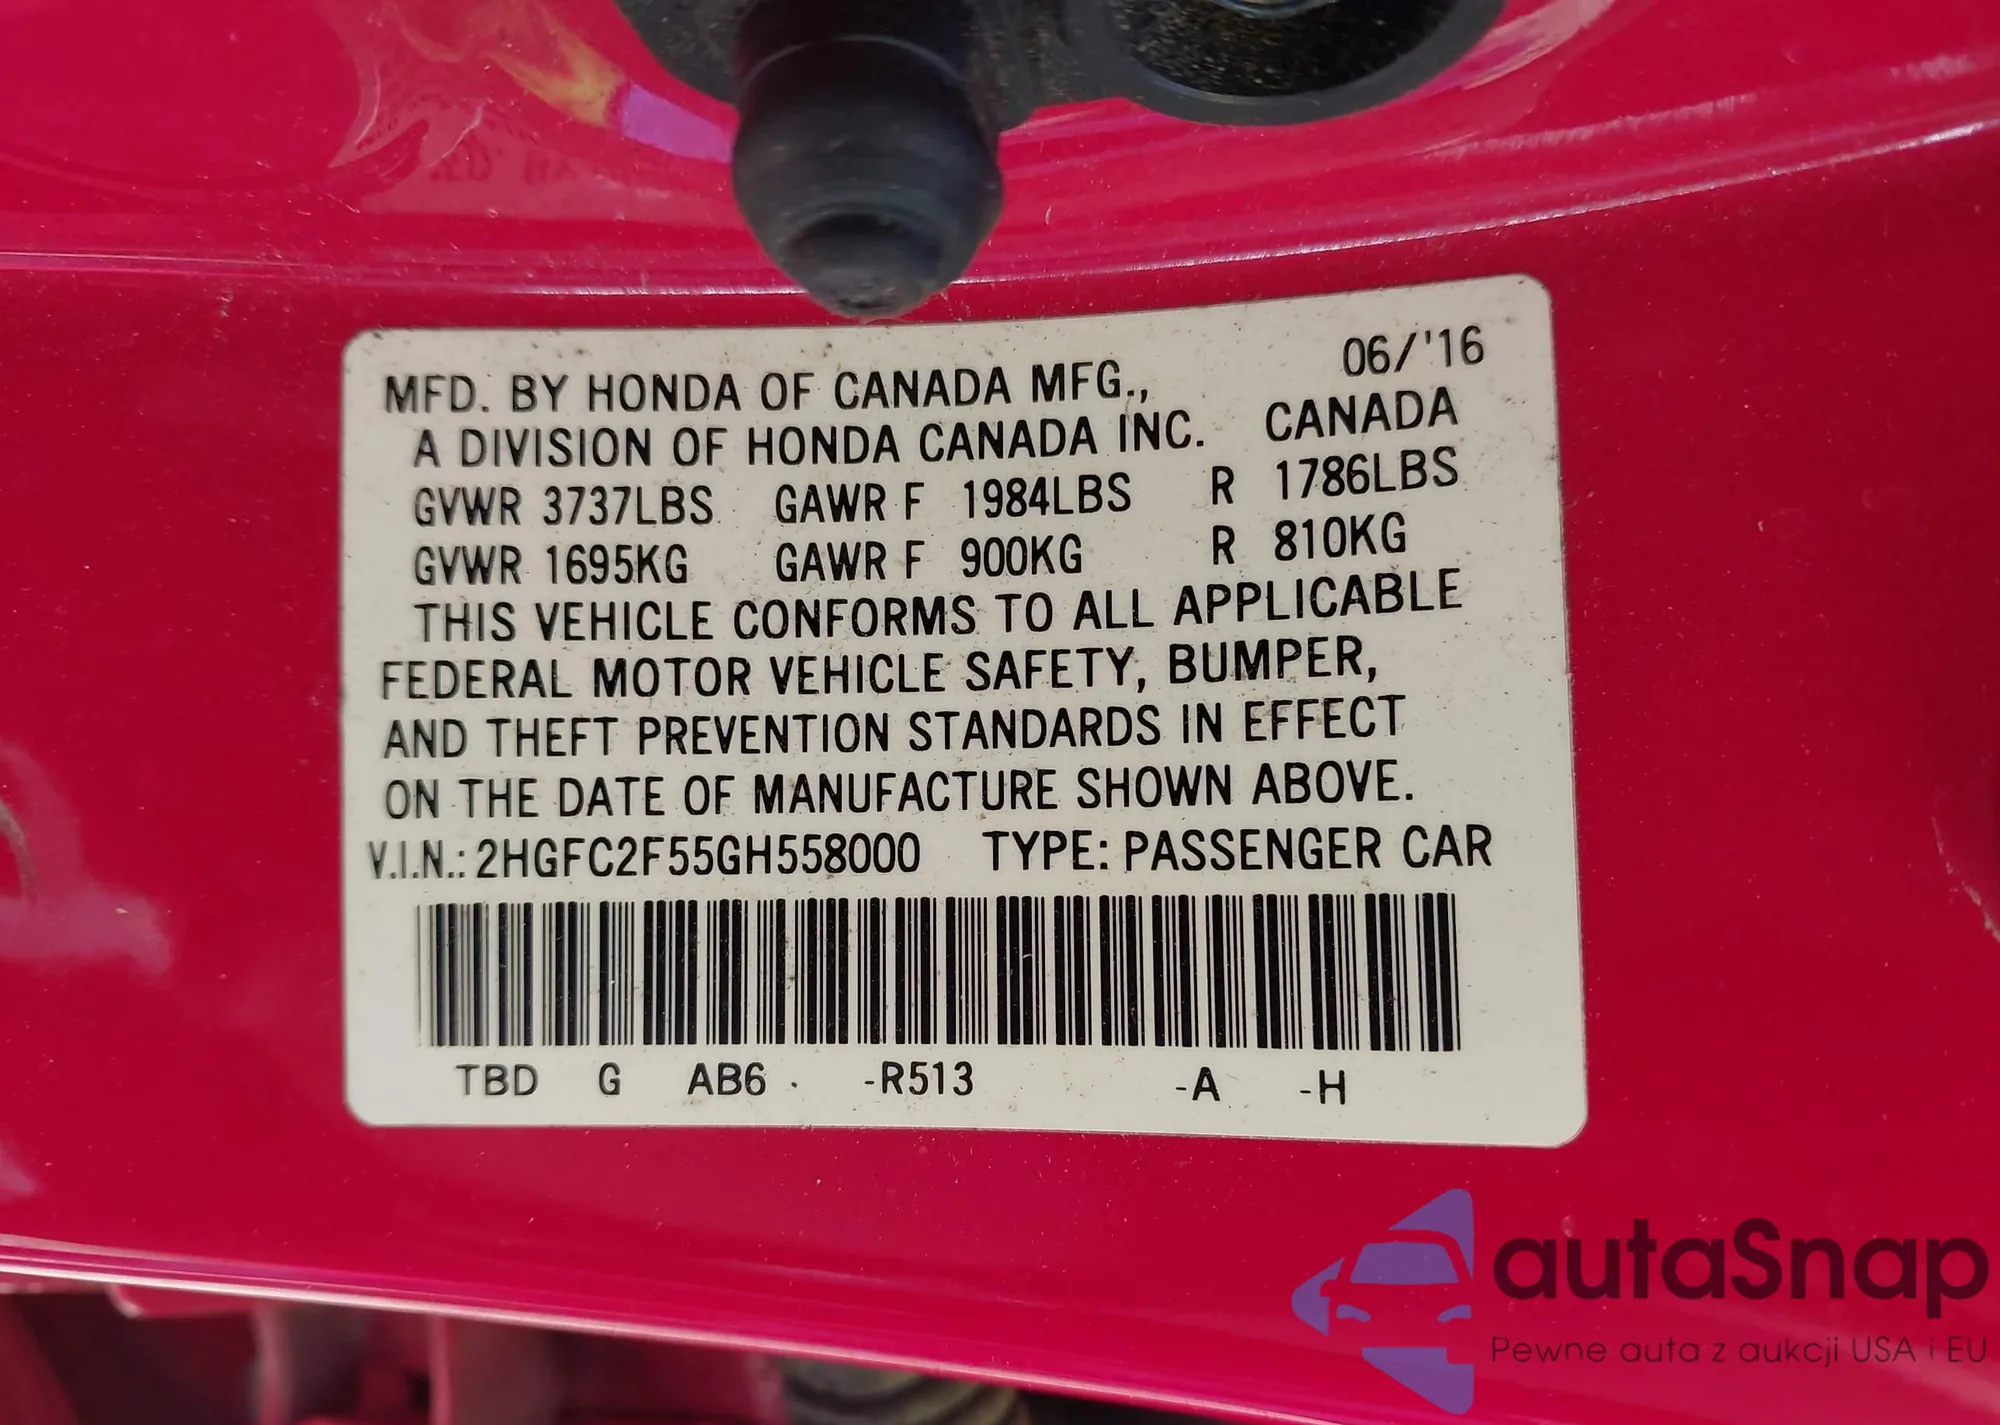 06/'16
MFD. BY HONDA OF CANADA MFG.,
A DIVISION OF HONDA CANADA INC. CANADA
GVWR 3737LBS GAWR F 1984LBS R 1786LBS
GVWR 1695KG GAWR F 900KG R 810KG
THIS VEHICLE CONFORMS TO ALL APPLICABLE
FEDERAL MOTOR VEHICLE SAFETY, BUMPER,
AND THEFT PREVENTION STANDARDS IN EFFECT
ON THE DATE OF MANUFACTURE SHOWN ABOVE.
V.I.N.: 2HGFC2F55GH558000 TYPE: PASSENGER CAR
TBD G AB6 -R513 -A -H
autaSnap
Pewne auta z aukcji USA i EU